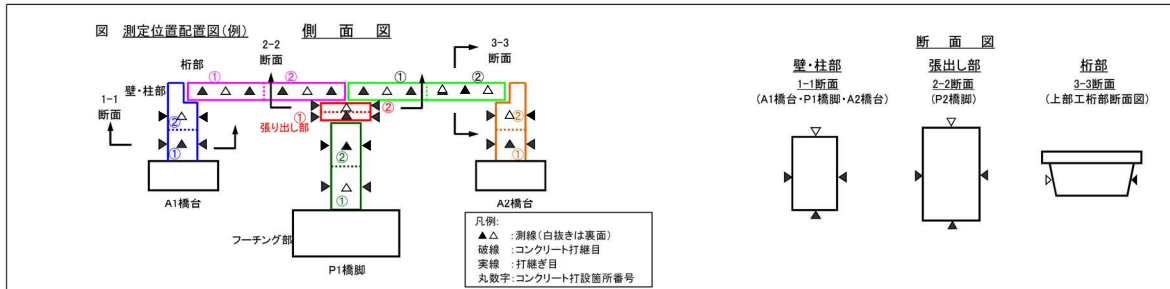 図 測定位置配置図(例)
側 面 図
2-2
断面
3-3
断面
桁部
壁・柱部
1-1
断面
①
②
①
②
②
①
①
②
張り出し部
②
①
②
①
A1橋台
A2橋台
フーチング部
P1橋脚
凡例:
▲△ :測線(白抜きは裏面)
破線 :コンクリート打継目
実線 :打継ぎ目
丸数字:コンクリート打設箇所番号
断 面 図
壁・柱部
1-1断面
(A1橋台・P1橋脚・A2橋台)
張出し部
2-2断面
(P2橋脚)
桁部
3-3断面
(上部工桁部断面図)